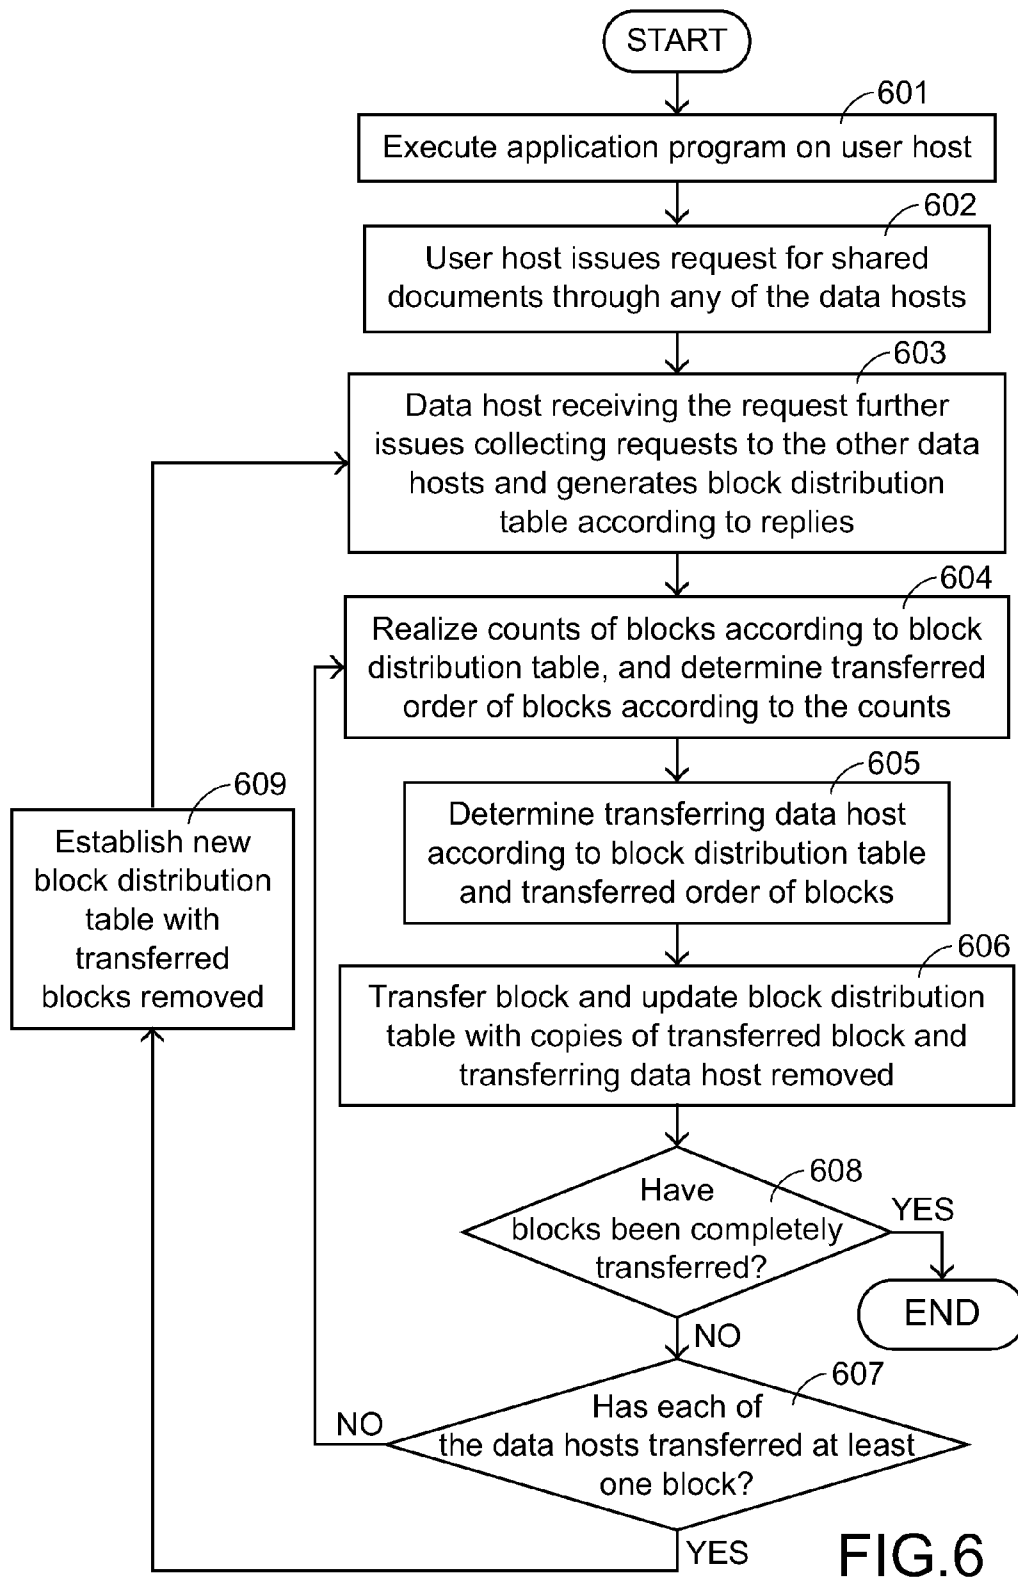 START
601
Execute application program on user host
602
User host issues request for shared
documents through any of the data hosts
603
Data host receiving the request further
issues collecting requests to the other data
hosts and generates block distribution
table according to replies
604
Realize counts of blocks according to block
distribution table, and determine transferred
order of blocks according to the counts
605
Determine transferring data host
according to block distribution table
and transferred order of blocks
609
Establish new
block distribution
table with
transferred
blocks removed
606
Transfer block and update block distribution
table with copies of transferred block and
transferring data host removed
608
Have
blocks been completely
transferred?
YES
END
NO
607
Has each of
the data hosts transferred at least
one block?
NO
YES
FIG.6